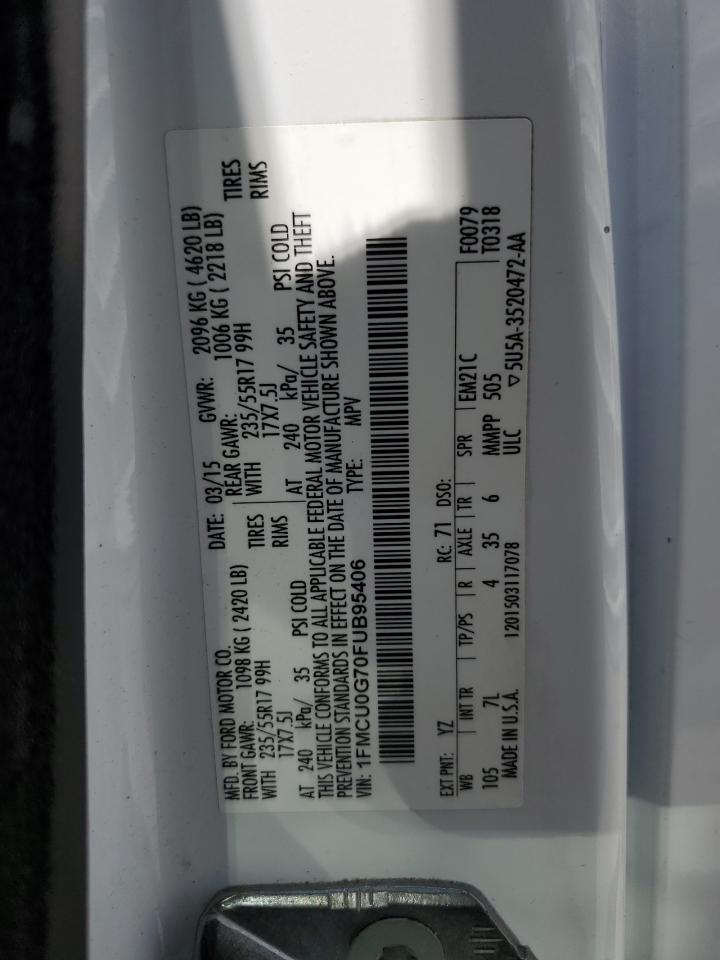 MFD. BY FORD MOTOR CO.
DATE: 03/15 GVWR: 2096 KG ( 4620 LB)
FRONT GAWR: 1098 KG ( 2420 LB) REAR GAWR: 1006 KG ( 2218 LB)
WITH 235/55R17 99H TIRES WITH 235/55R17 99H TIRES
17X7.5J RIMS 17X7.5J RIMS
AT 240 kPa/ 35 PSI COLD AT 240 kPa/ 35 PSI COLD
THIS VEHICLE CONFORMS TO ALL APPLICABLE FEDERAL MOTOR VEHICLE SAFETY AND THEFT
PREVENTION STANDARDS IN EFFECT ON THE DATE OF MANUFACTURE SHOWN ABOVE.
VIN: 1FMCU0G70FUB95406 TYPE: MPV
EXT PNT: YZ RC: 71 DSO: F0079
WB INT TR TP/PS R AXLE TR SPR EM21C T0318
105 7L 4 35 6 MMPP 505
MADE IN U.S.A. 1201503117078 ULC ▽5U5A-3520472-AA